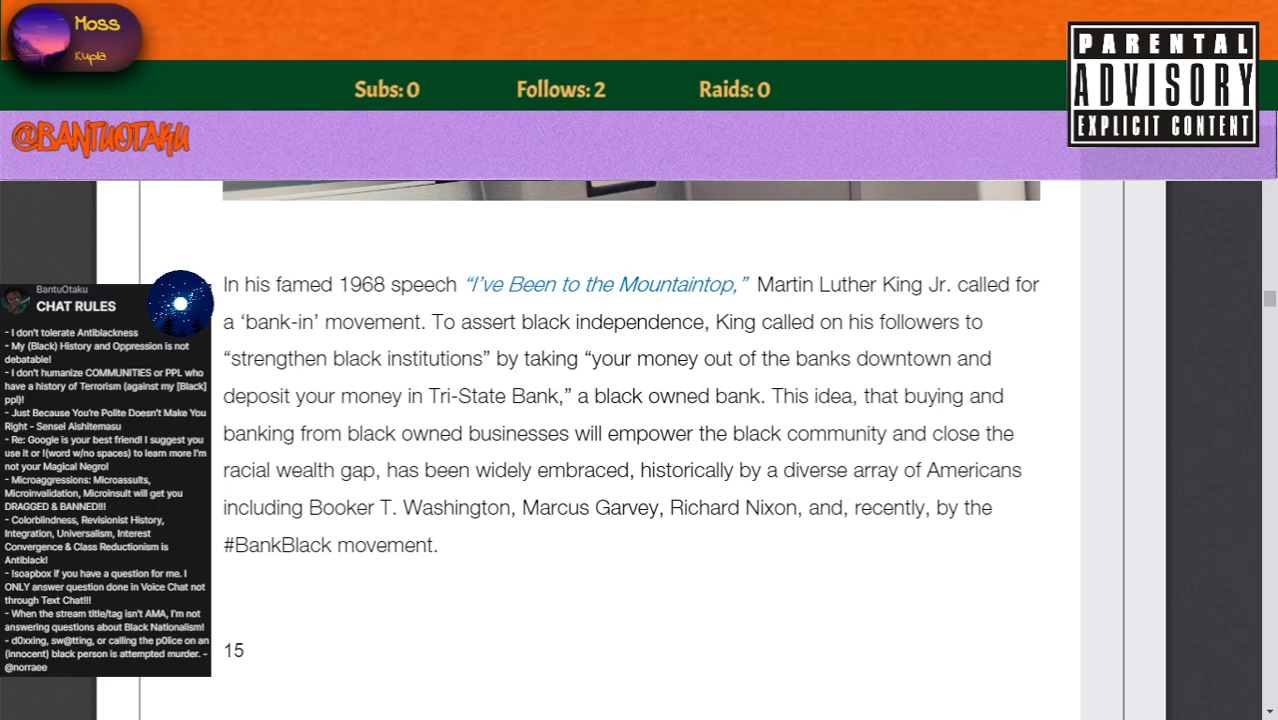 Moss
Kupla
PARENTAL
ADVISORY
EXPLICIT CONTENT
Subs: 0
Follows: 2
Raids: 0
@BANTUOTAKU
In his famed 1968 speech “I’ve Been to the Mountaintop,” Martin Luther King Jr. called for
a ‘bank-in’ movement. To assert black independence, King called on his followers to
“strengthen black institutions” by taking “your money out of the banks downtown and
deposit your money in Tri-State Bank,” a black owned bank. This idea, that buying and
banking from black owned businesses will empower the black community and close the
racial wealth gap, has been widely embraced, historically by a diverse array of Americans
including Booker T. Washington, Marcus Garvey, Richard Nixon, and, recently, by the
#BankBlack movement.
15
BantuOtaku
CHAT RULES
- I don't tolerate Antiblackness
- My (Black) History and Oppression is not
debatable!
- I don't humanize COMMUNITIES or PPL who
have a history of Terrorism (against my [Black]
ppl)!
- Just Because You're Polite Doesn't Make You
Right - Sensei Aishitemasu
- Re: Google is your best friend! I suggest you
use it or !(word w/no spaces) to learn more I'm
not your Magical Negro!
- Microaggressions: Microassults,
Microinvalidation, Microinsult will get you
DRAGGED & BANNED!!!
- Colorblindness, Revisionist History,
Integration, Universalism, Interest
Convergence & Class Reductionism is
Antiblack!
- !soapbox if you have a question for me. I
ONLY answer question done in Voice Chat not
through Text Chat!!!
- When the stream title/tag isn't AMA, I'm not
answering questions about Black Nationalism!
- d0xxing, sw@tting, or calling the p0lice on an
(innocent) black person is attempted murder. -
@norraee